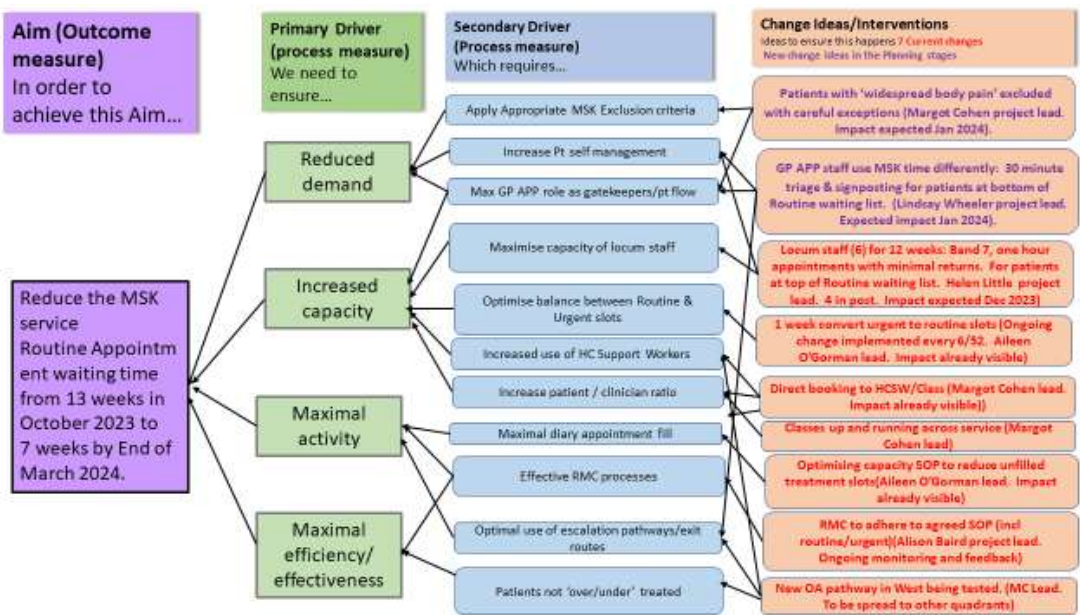 Aim (Outcome
measure)
In order to
achieve this Aim...
Primary Driver
(process measure)
We need to
ensure...
Secondary Driver
(Process measure)
Which requires...
Change Ideas/Interventions
Ideas to ensure this happens 7 Current changes
New change ideas in the Planning stages
Reduce the MSK
service
Routine Appointm
ent waiting time
from 13 weeks in
October 2023 to
7 weeks by End of
March 2024.
Reduced
demand
Increased
capacity
Maximal
activity
Maximal
efficiency/
effectiveness
Apply Appropriate MSK Exclusion criteria
Increase Pt self management
Max GP APP role as gatekeepers/pt flow
Maximise capacity of locum staff
Optimise balance between Routine &
Urgent slots
Increased use of HC Support Workers
Increase patient / clinician ratio
Maximal diary appointment fill
Effective RMC processes
Optimal use of escalation pathways/exit
routes
Patients not 'over/under' treated
Patients with 'widespread body pain' excluded
with careful exceptions (Margot Cohen project lead.
Impact expected Jan 2024).
GP APP staff use MSK time differently: 30 minute
triage & signposting for patients at bottom of
Routine waiting list. (Lindsay Wheeler project lead.
Expected impact Jan 2024).
Locum staff (6) for 12 weeks: Band 7, one hour
appointments with minimal returns. For patients
at top of Routine waiting list. Helen Little project
lead. 4 in post. Impact expected Dec 2023)
1 week convert urgent to routine slots (Ongoing
change implemented every 6/52. Aileen
O'Gorman lead. Impact already visible)
Direct booking to HCSW/Class (Margot Cohen lead.
Impact already visible))
Classes up and running across service (Margot
Cohen lead)
Optimising capacity SOP to reduce unfilled
treatment slots(Aileen O'Gorman lead. Impact
already visible)
RMC to adhere to agreed SOP (incl
routine/urgent)(Alison Baird project lead.
Ongoing monitoring and feedback)
New OA pathway in West being tested. (MC Lead.
To be spread to other quadrants)